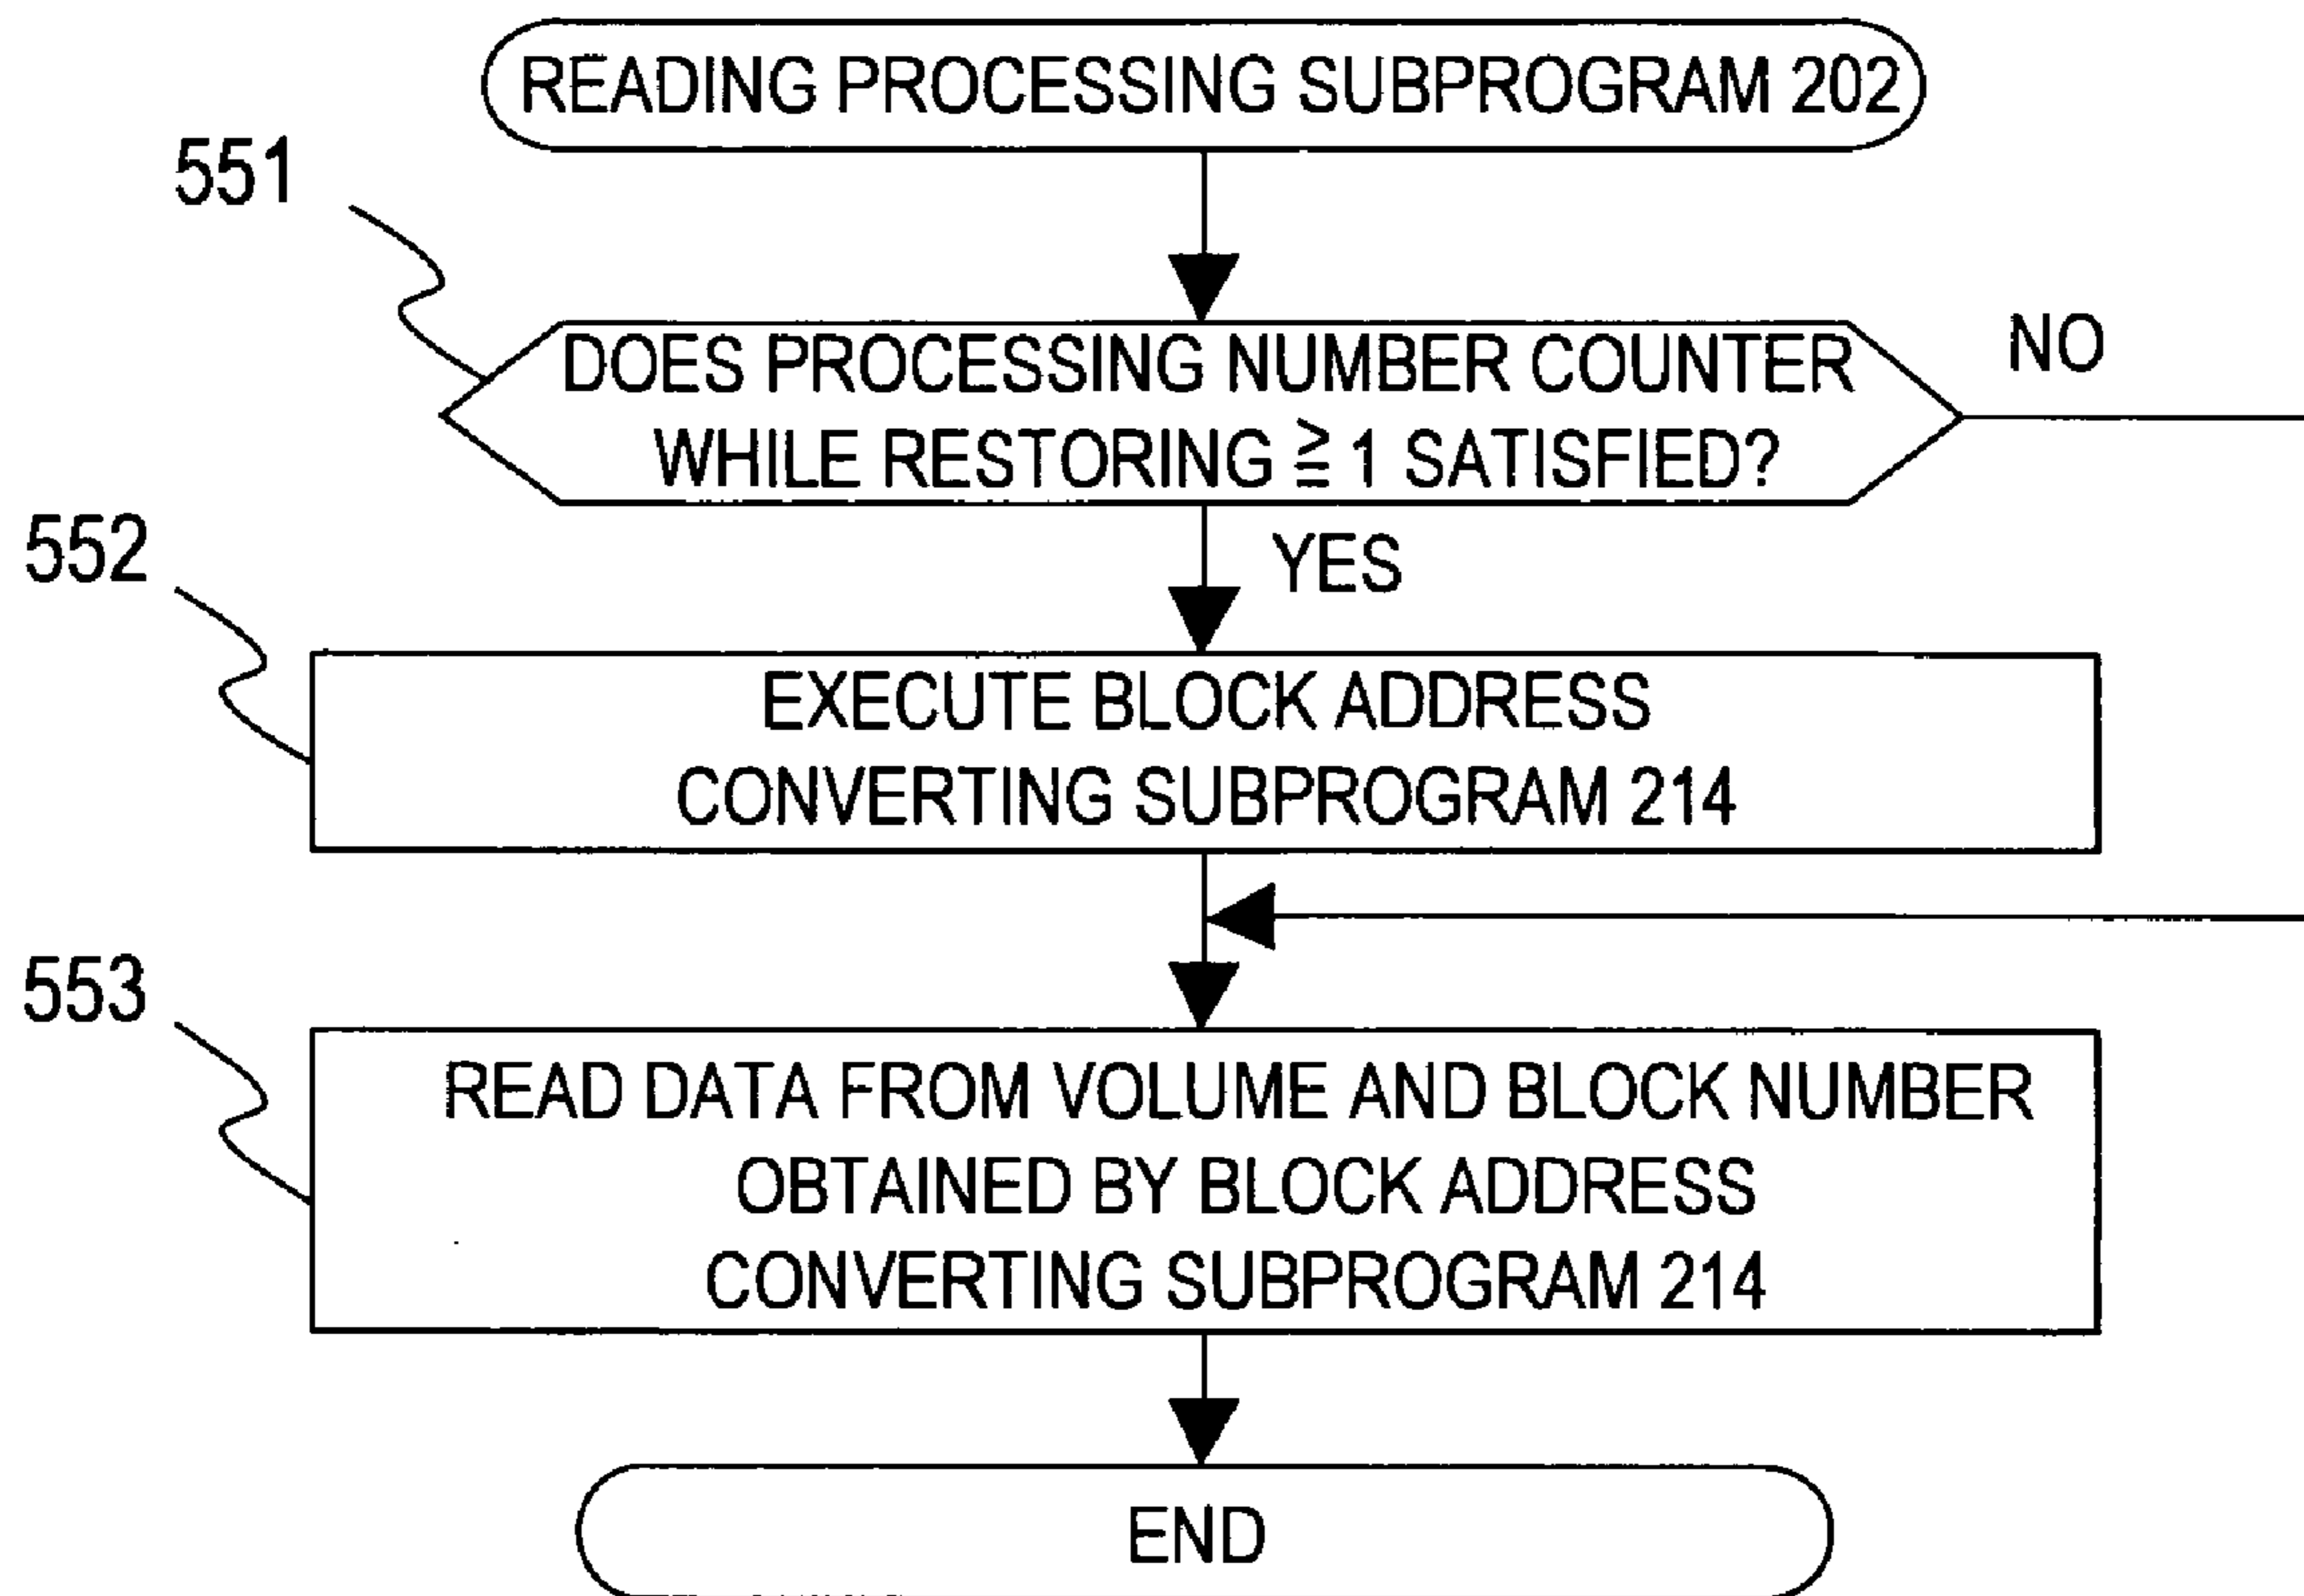 READING PROCESSING SUBPROGRAM 202
551
DOES PROCESSING NUMBER COUNTER
WHILE RESTORING ≧ 1 SATISFIED?
NO
YES
552
EXECUTE BLOCK ADDRESS
CONVERTING SUBPROGRAM 214
553
READ DATA FROM VOLUME AND BLOCK NUMBER
OBTAINED BY BLOCK ADDRESS
CONVERTING SUBPROGRAM 214
END